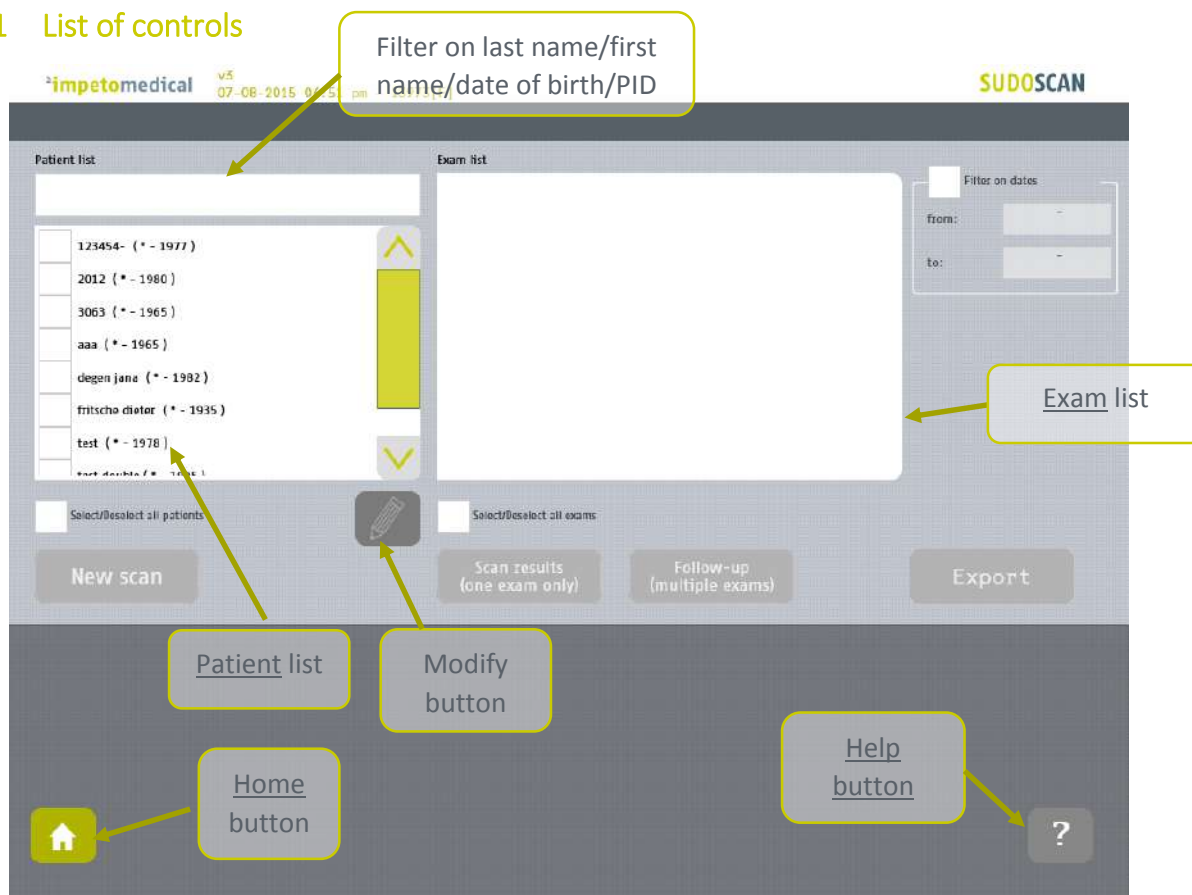 1 List of controls
Filter on last name/first
name/date of birth/PID
impetomedical
v3
07-08-2015 pm
SUDOSCAN
Patient list
Exam list
Filter on dates
from: -
to: -
123454- (* - 1977)
2012 (* - 1980)
3063 (* - 1965)
aaa (* - 1965)
degen jana (* - 1982)
fritsche dieter (* - 1935)
test (* - 1978)
Exam list
Select/Deselect all patients
Select/Deselect all exams
New scan
Scan results
(one exam only)
Follow-up
(multiple exams)
Export
Patient list
Modify
button
Help
button
Home
button
?